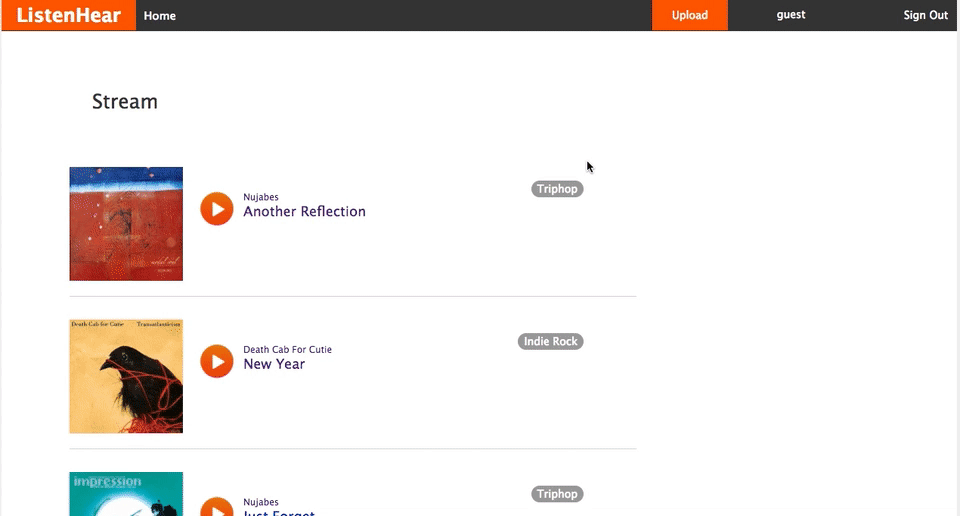 ListenHear
Home
Upload
guest
Sign Out
Stream
Nujabes
Another Reflection
Triphop
Death Cab for Cutie
Transatlanticism
Death Cab For Cutie
New Year
Indie Rock
impression
Nujabes
Just Forget
Triphop